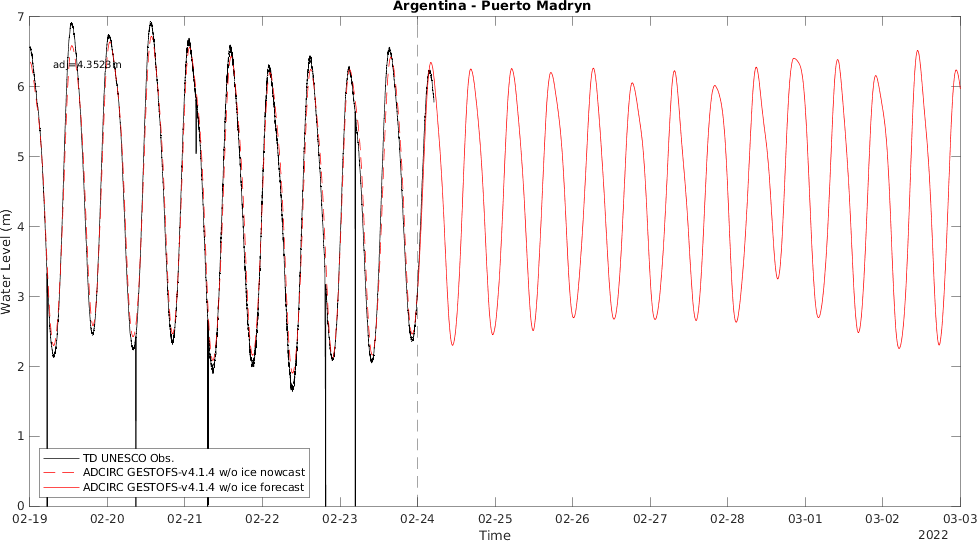 Argentina - Puerto Madryn
7
adj=4.3523m
6
5
4
3
2
1
0
Water Level (m)
TD UNESCO Obs.
ADCIRC GESTOFS-v4.1.4 w/o ice nowcast
ADCIRC GESTOFS-v4.1.4 w/o ice forecast
02-19 02-20 02-21 02-22 02-23 02-24 02-25 02-26 02-27 02-28 03-01 03-02 03-03
Time
2022